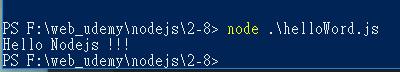 PS F:\web_udemy\nodejs\2-8> node .\helloWord.js
Hello Nodejs !!!
PS F:\web_udemy\nodejs\2-8>